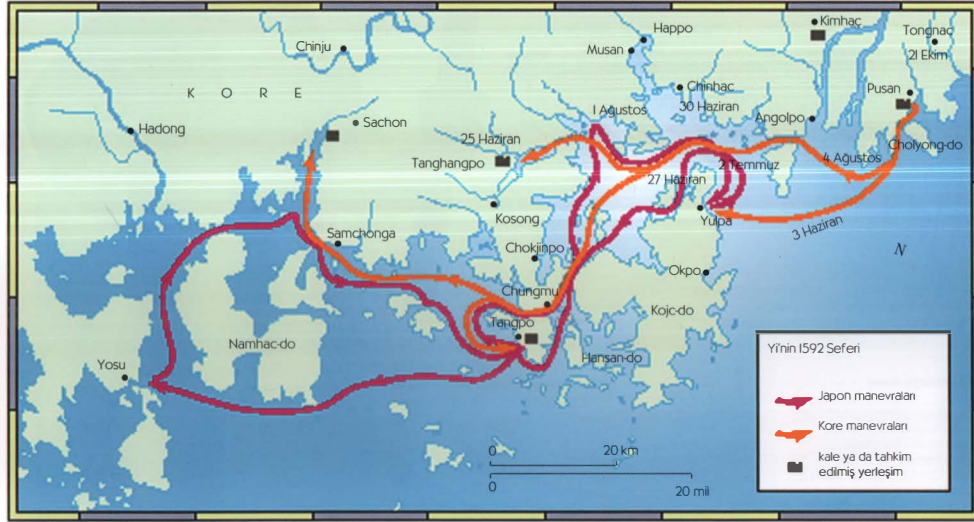 Kimhaç
Happo
Tongnaç
21 Ekim
Chinju
Musan
Chinhac
Pusan
K O R E
1 Ağustos
30 Haziran
Angolpo
Hadong
Sachon
25 Haziran
Cholyong-do
Tanghangpo
2 Temmuz
4 Ağustos
27 Haziran
Kosong
Yulpa
3 Haziran
Samchonga
Chokjinpo
N
Okpo
Chungmu
Kojc-do
Tangpo
Namhac-do
Hansan-do
Yosu
Yi'nin 1592 Seferi
Japon manevraları
Kore manevraları
kale ya da tahkim
edilmiş yerleşim
0 20 km
0 20 mil